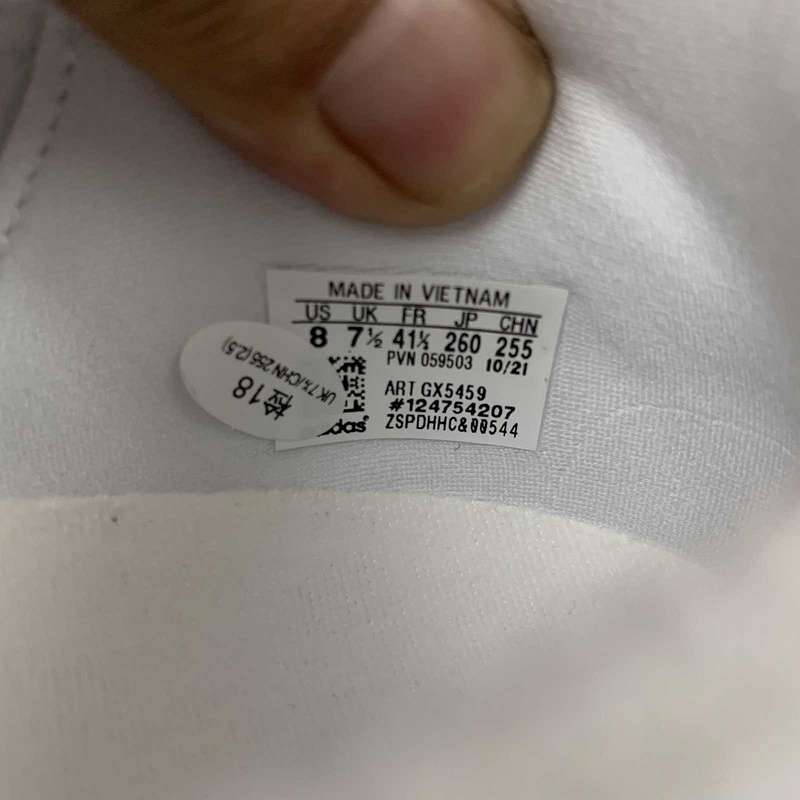 MADE IN VIETNAM
US UK FR JP CHN
8 7½ 41⅓ 260 255
PVN 059503 10/21
ART GX5459
#124754207
ZSPDHHC&00544
das
检18
UK 7½/CHN 255 (2.5)